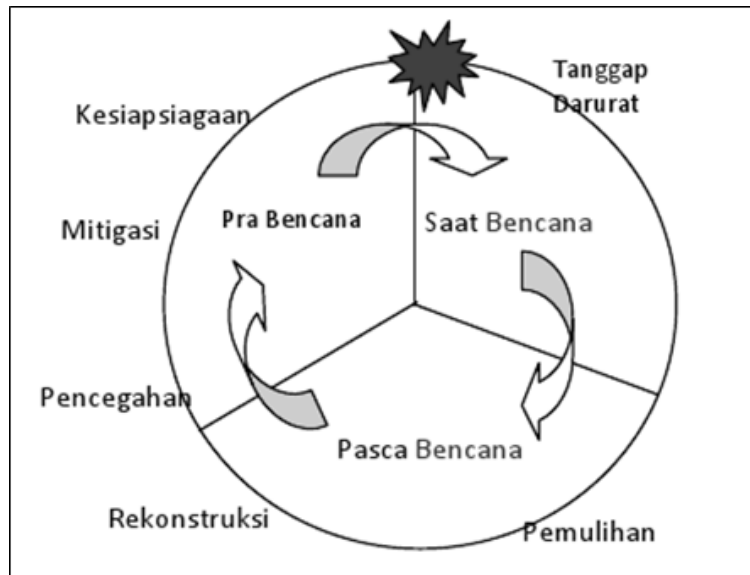 Tanggap
Darurat
Kesiapsiagaan
Mitigasi
Pra Bencana
Saat Bencana
Pencegahan
Pasca Bencana
Rekonstruksi
Pemulihan